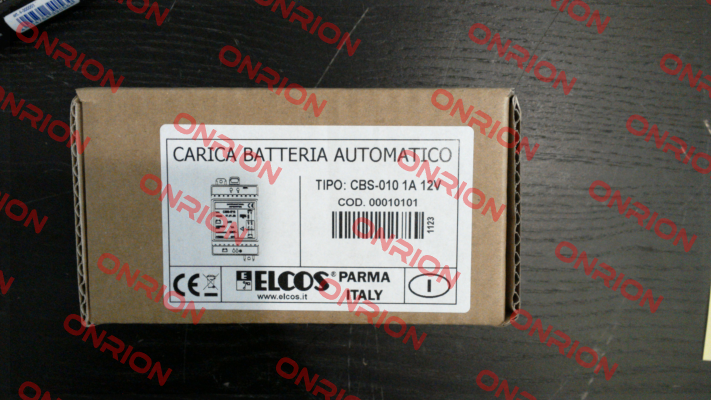 CARICA BATTERIA AUTOMATICO
TIPO: CBS-010 1A 12V
COD. 00010101
1123
CE
ELCOS® PARMA
www.elcos.it
ITALY
I
ONRION